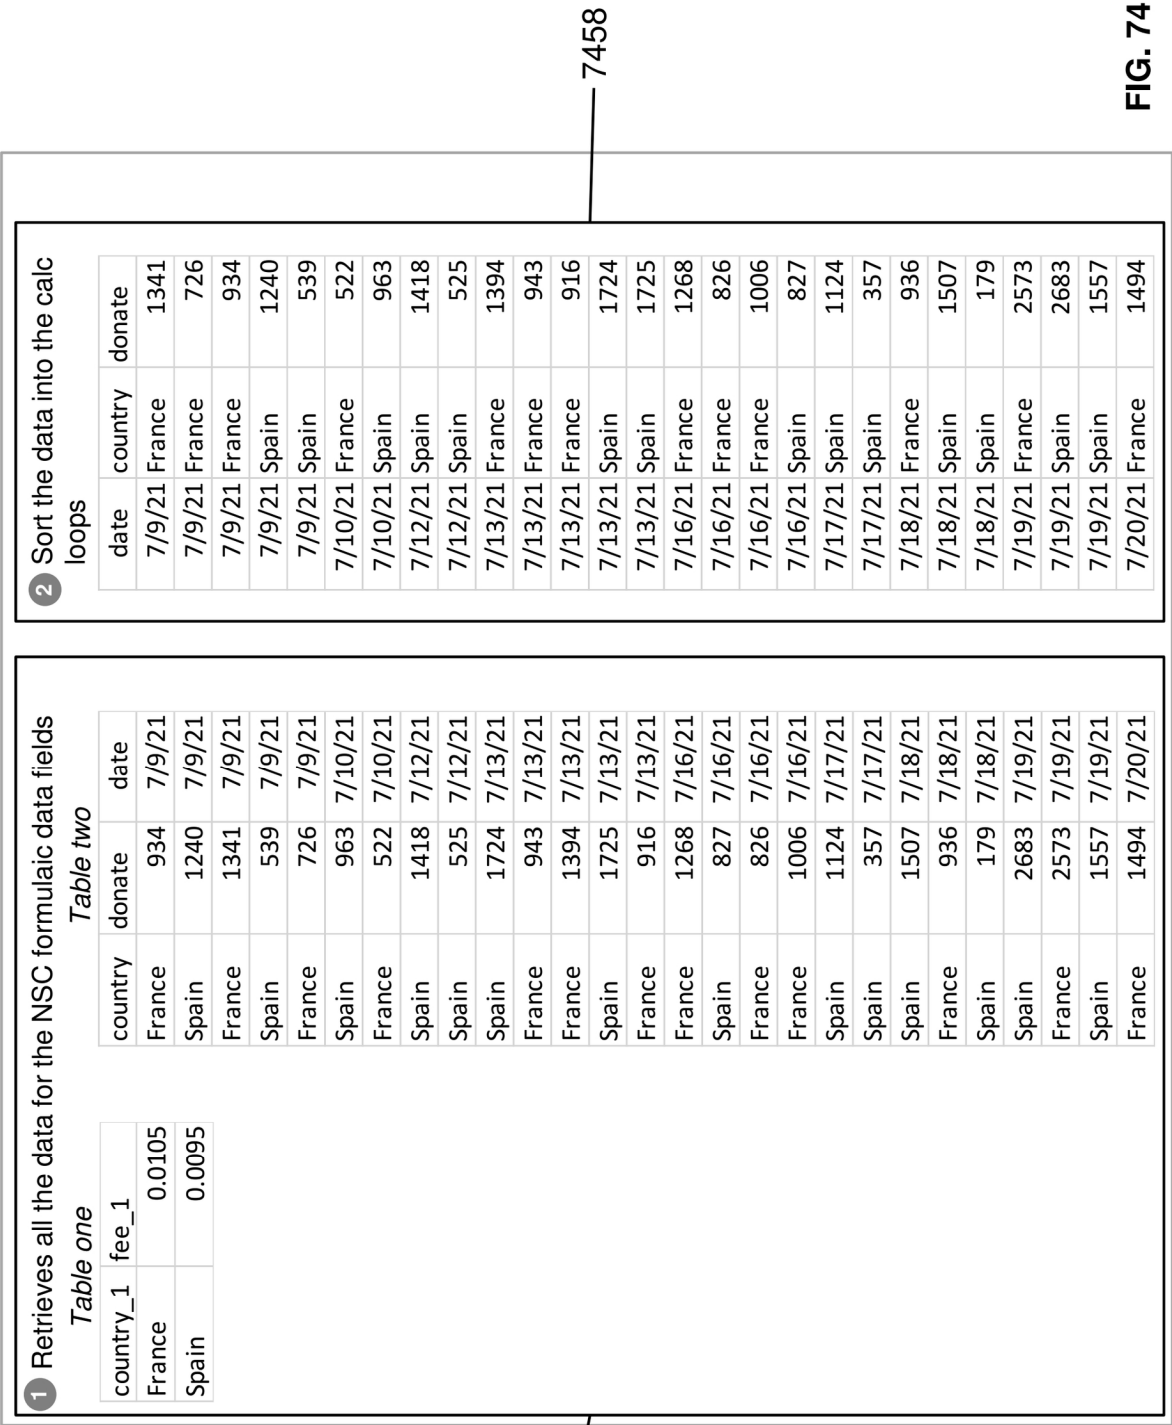 1 Retrieves all the data for the NSC formulaic data fields
Table one
country_1 fee_1
France 0.0105
Spain 0.0095
Table two
country donate date
France 934 7/9/21
Spain 1240 7/9/21
France 1341 7/9/21
Spain 539 7/9/21
France 726 7/9/21
Spain 963 7/10/21
France 522 7/10/21
Spain 1418 7/12/21
Spain 525 7/12/21
Spain 1724 7/13/21
France 943 7/13/21
France 1394 7/13/21
Spain 1725 7/13/21
France 916 7/13/21
France 1268 7/16/21
Spain 827 7/16/21
France 826 7/16/21
France 1006 7/16/21
Spain 1124 7/17/21
Spain 357 7/17/21
Spain 1507 7/18/21
France 936 7/18/21
Spain 179 7/18/21
Spain 2683 7/19/21
France 2573 7/19/21
Spain 1557 7/19/21
France 1494 7/20/21
2 Sort the data into the calc
loops
date country donate
7/9/21 France 1341
7/9/21 France 726
7/9/21 France 934
7/9/21 Spain 1240
7/9/21 Spain 539
7/10/21 France 522
7/10/21 Spain 963
7/12/21 Spain 1418
7/12/21 Spain 525
7/13/21 France 1394
7/13/21 France 943
7/13/21 France 916
7/13/21 Spain 1724
7/13/21 Spain 1725
7/16/21 France 1268
7/16/21 France 826
7/16/21 France 1006
7/16/21 Spain 827
7/17/21 Spain 1124
7/17/21 Spain 357
7/18/21 France 936
7/18/21 Spain 1507
7/18/21 Spain 179
7/19/21 France 2573
7/19/21 Spain 2683
7/19/21 Spain 1557
7/20/21 France 1494
7458
FIG. 74